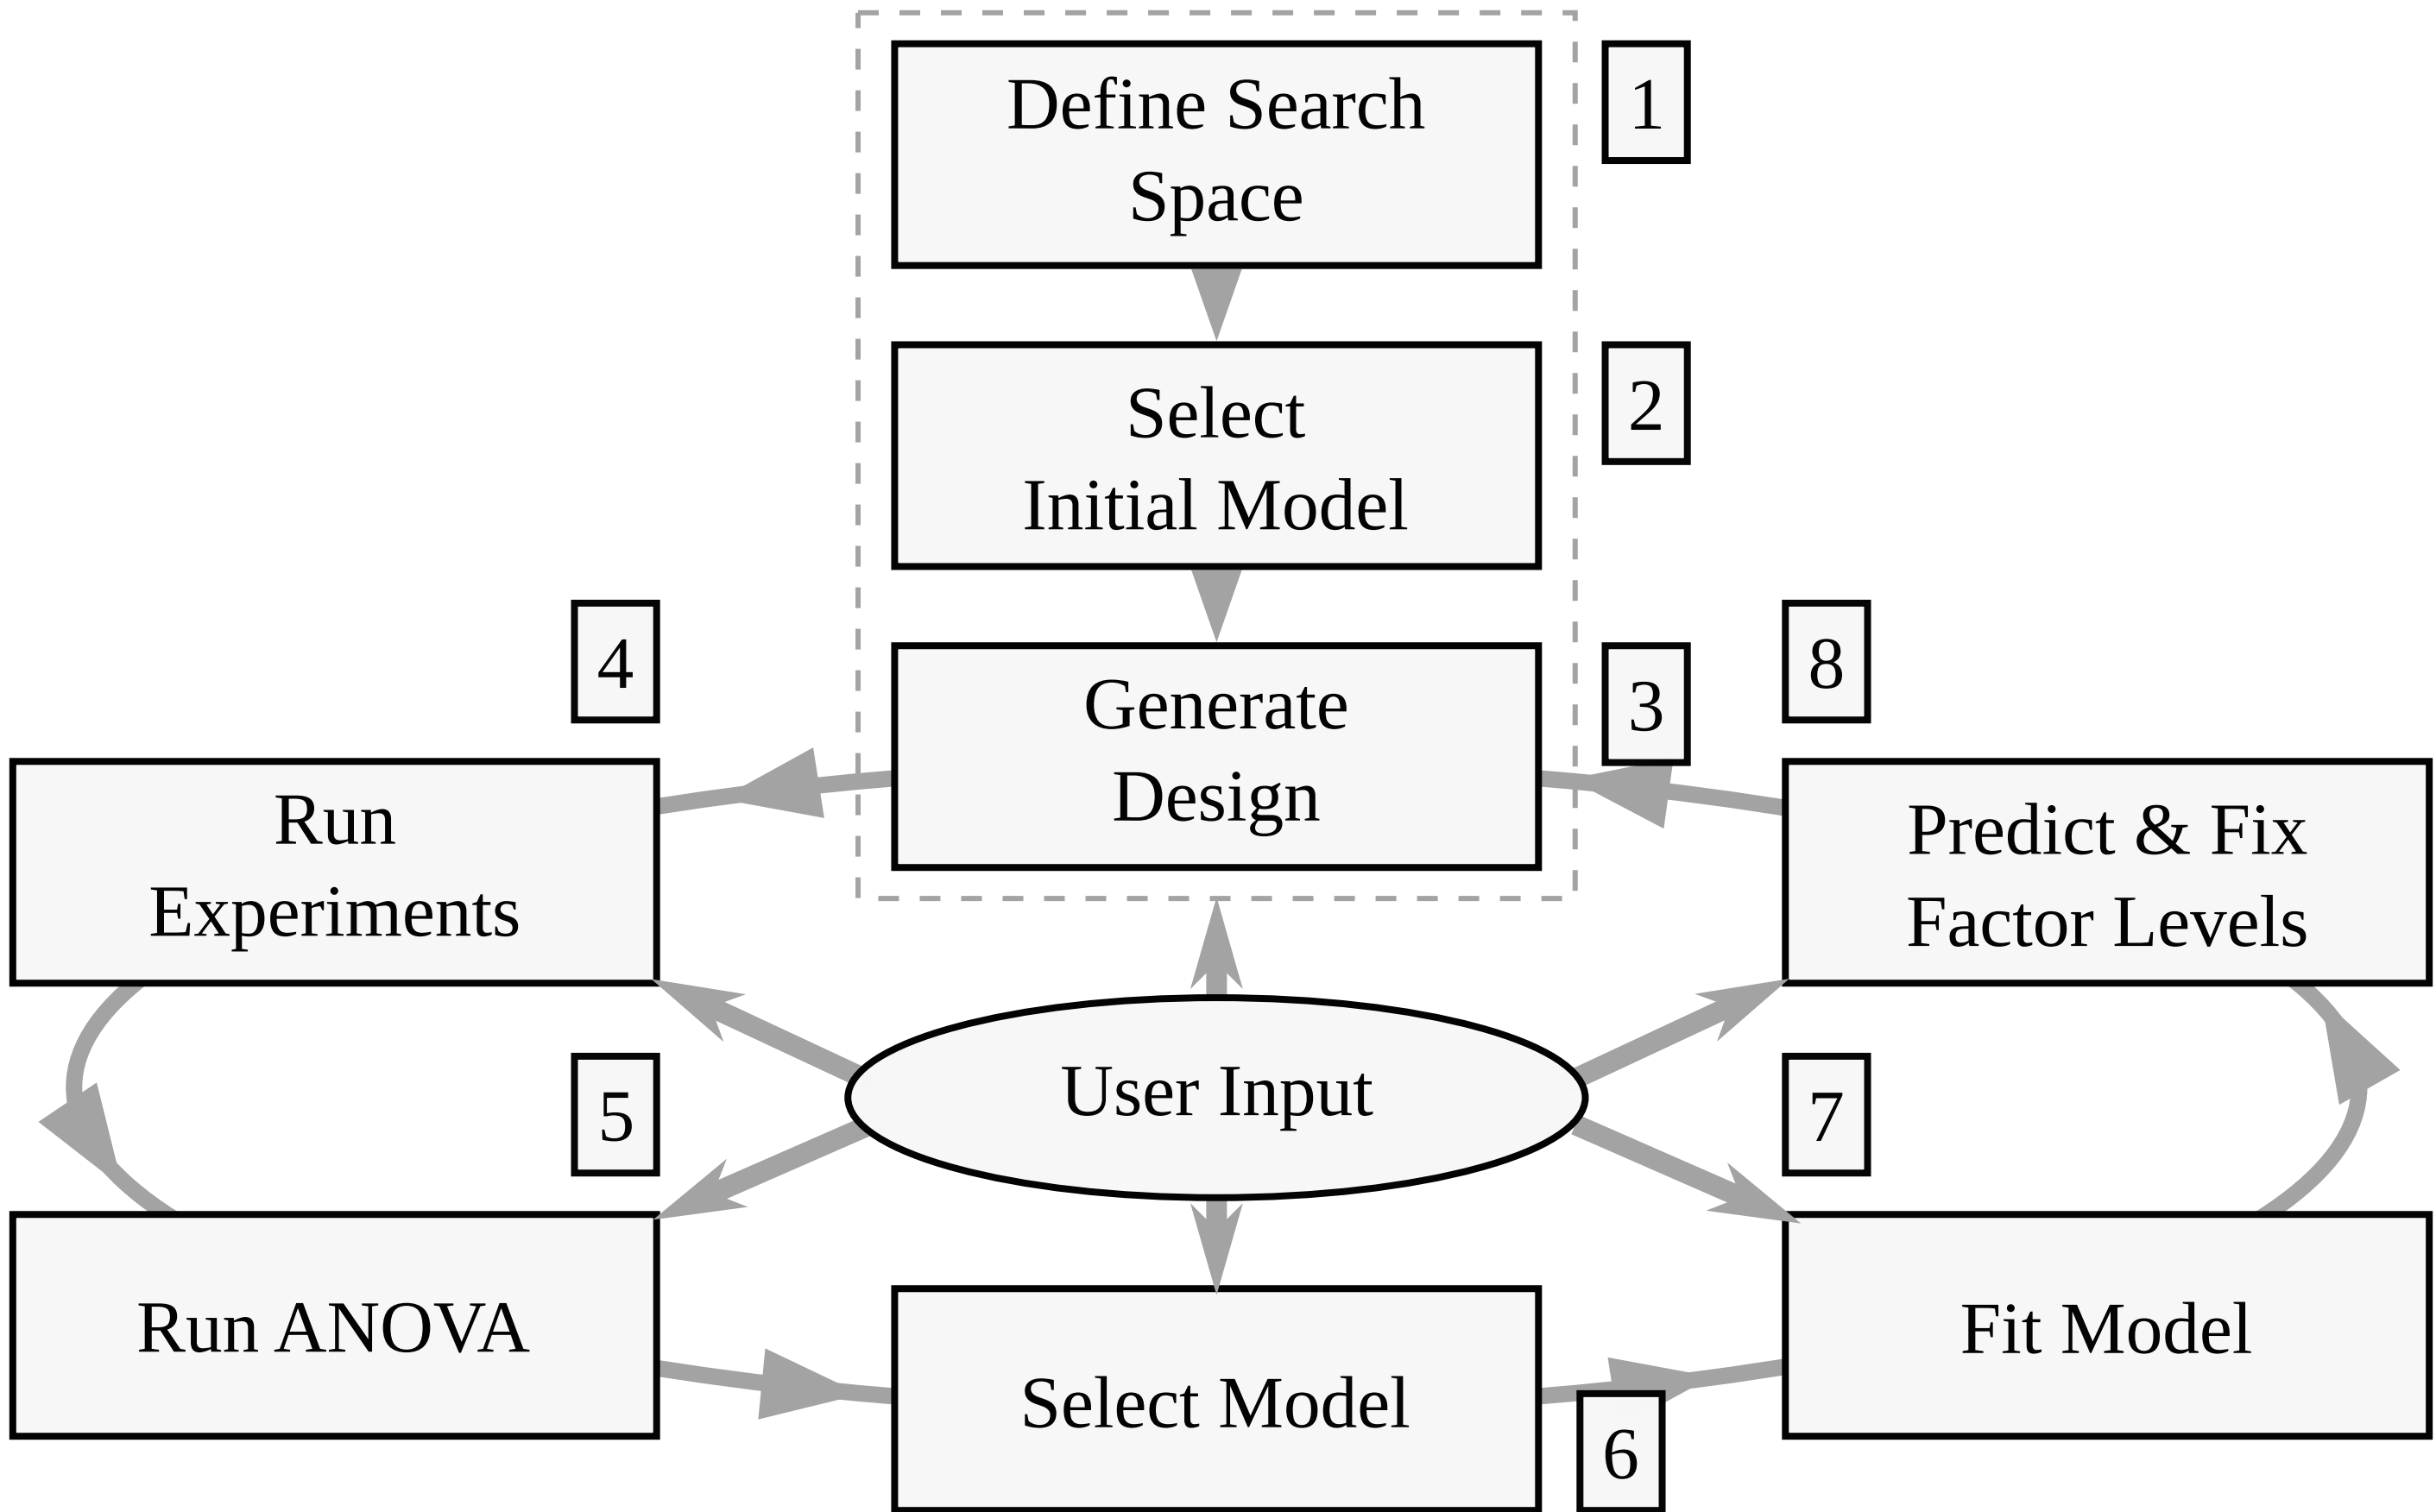 Define Search
Space
1
Select
Initial Model
2
Generate
Design
3
4
Run
Experiments
8
Predict & Fix
Factor Levels
User Input
5
Run ANOVA
Select Model
6
7
Fit Model